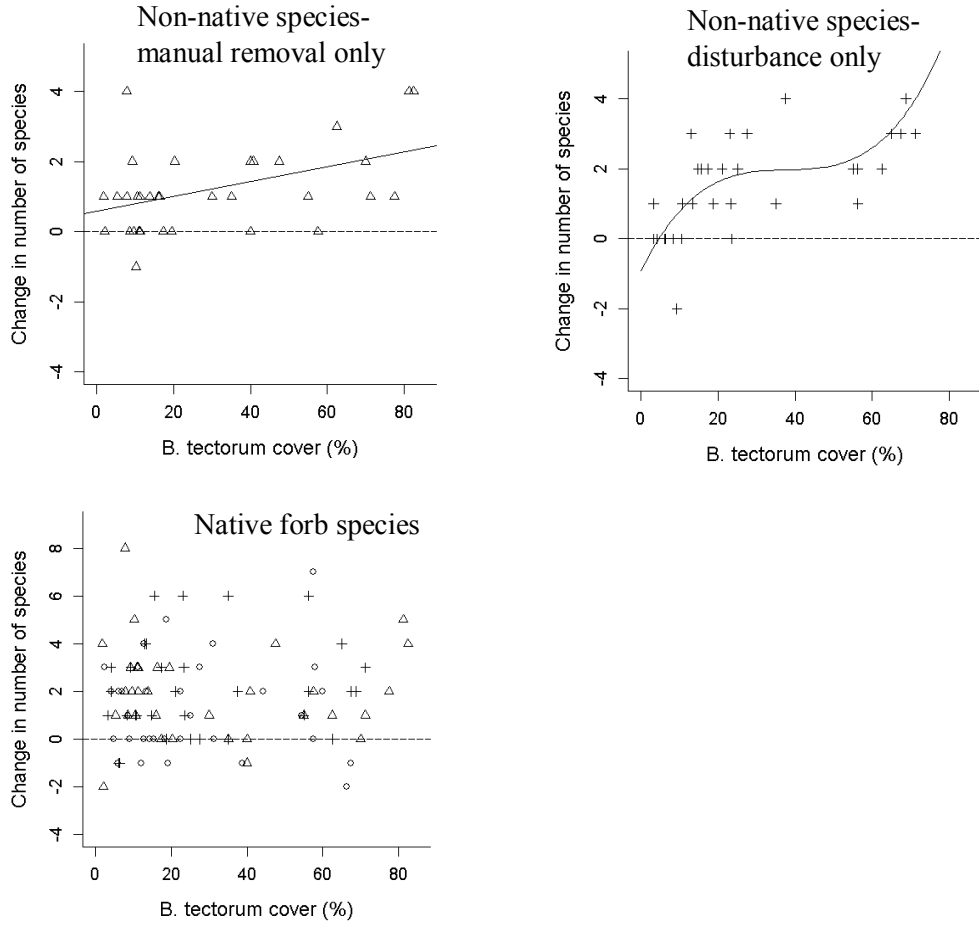 Non-native species-
manual removal only
Change in number of species
4
2
0
-2
-4
0 20 40 60 80
B. tectorum cover (%)
Non-native species-
disturbance only
Change in number of species
4
2
0
-2
-4
0 20 40 60 80
B. tectorum cover (%)
Native forb species
Change in number of species
8
6
4
2
0
-2
-4
0 20 40 60 80
B. tectorum cover (%)